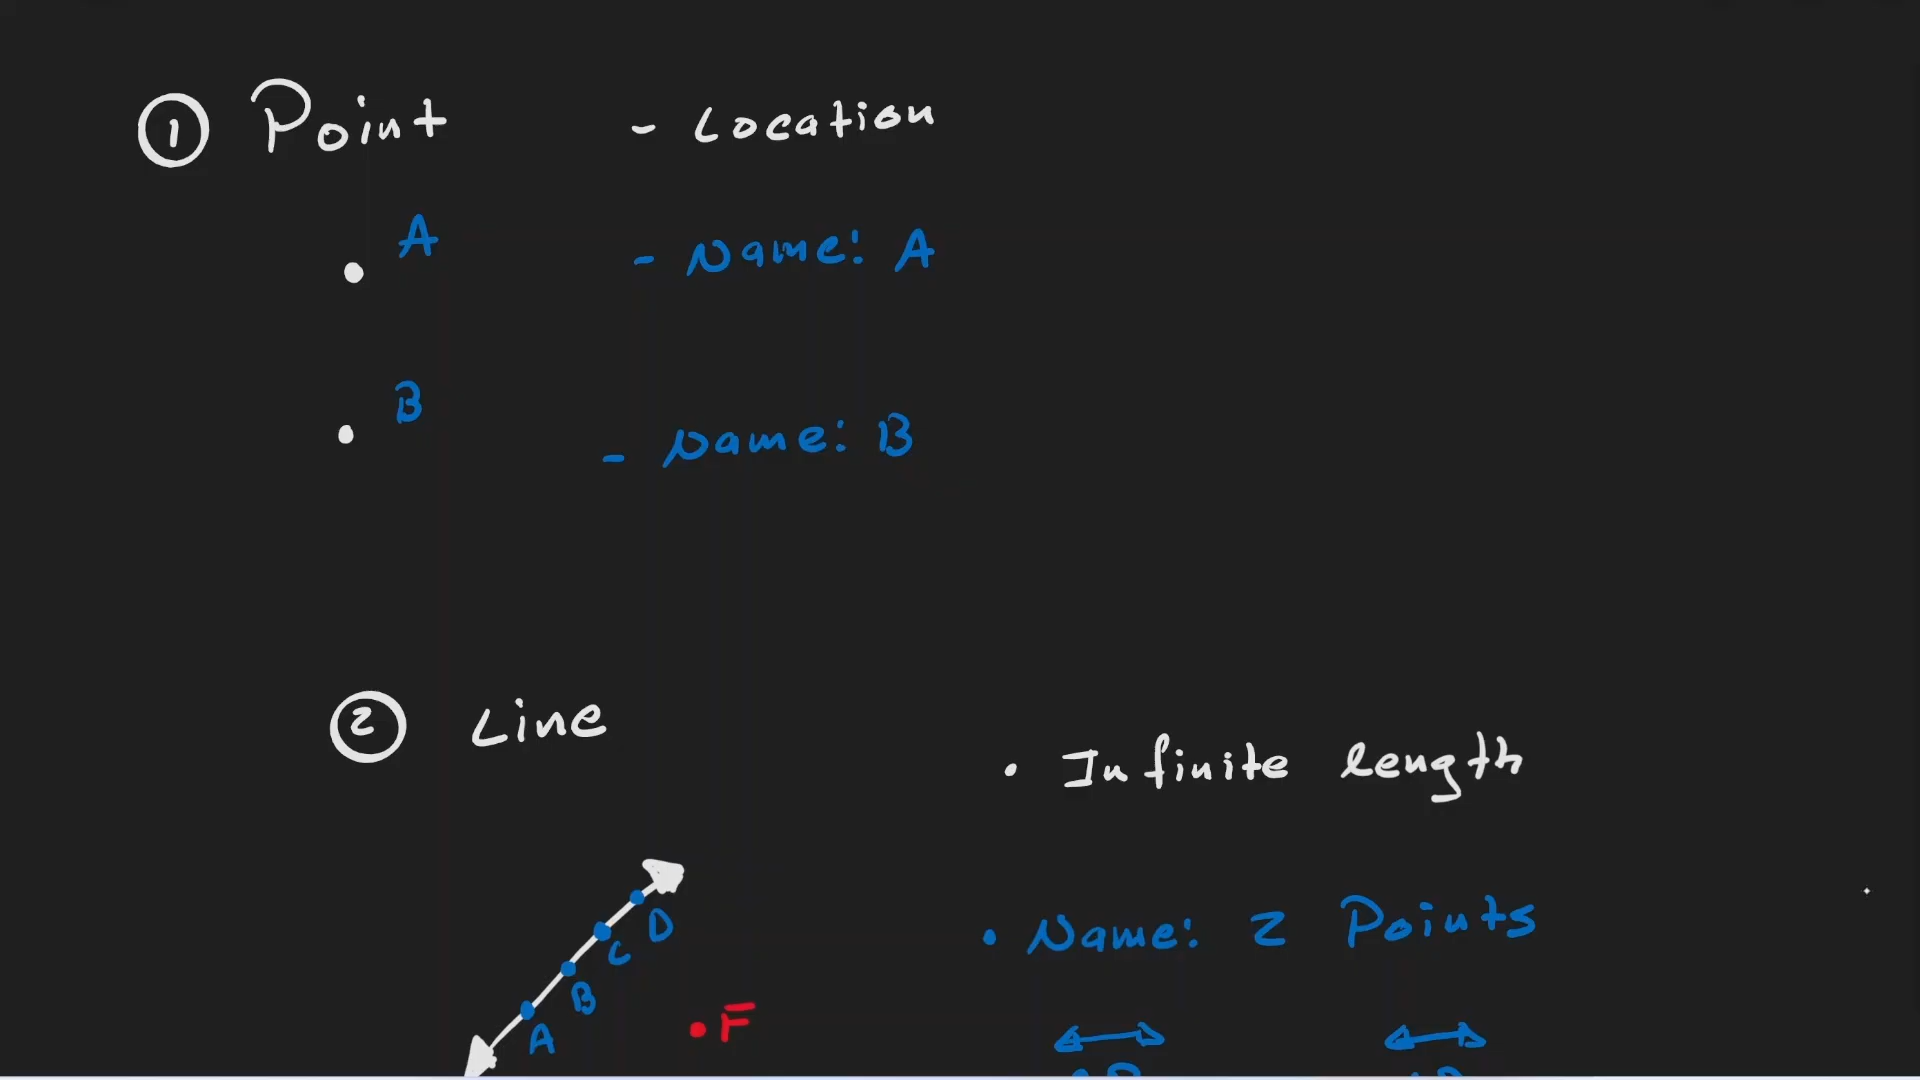 ① Point - Location
A - Name: A
B - Name: B
② Line
• Infinite length
D
• Name: 2 Points
C
B
• F
A